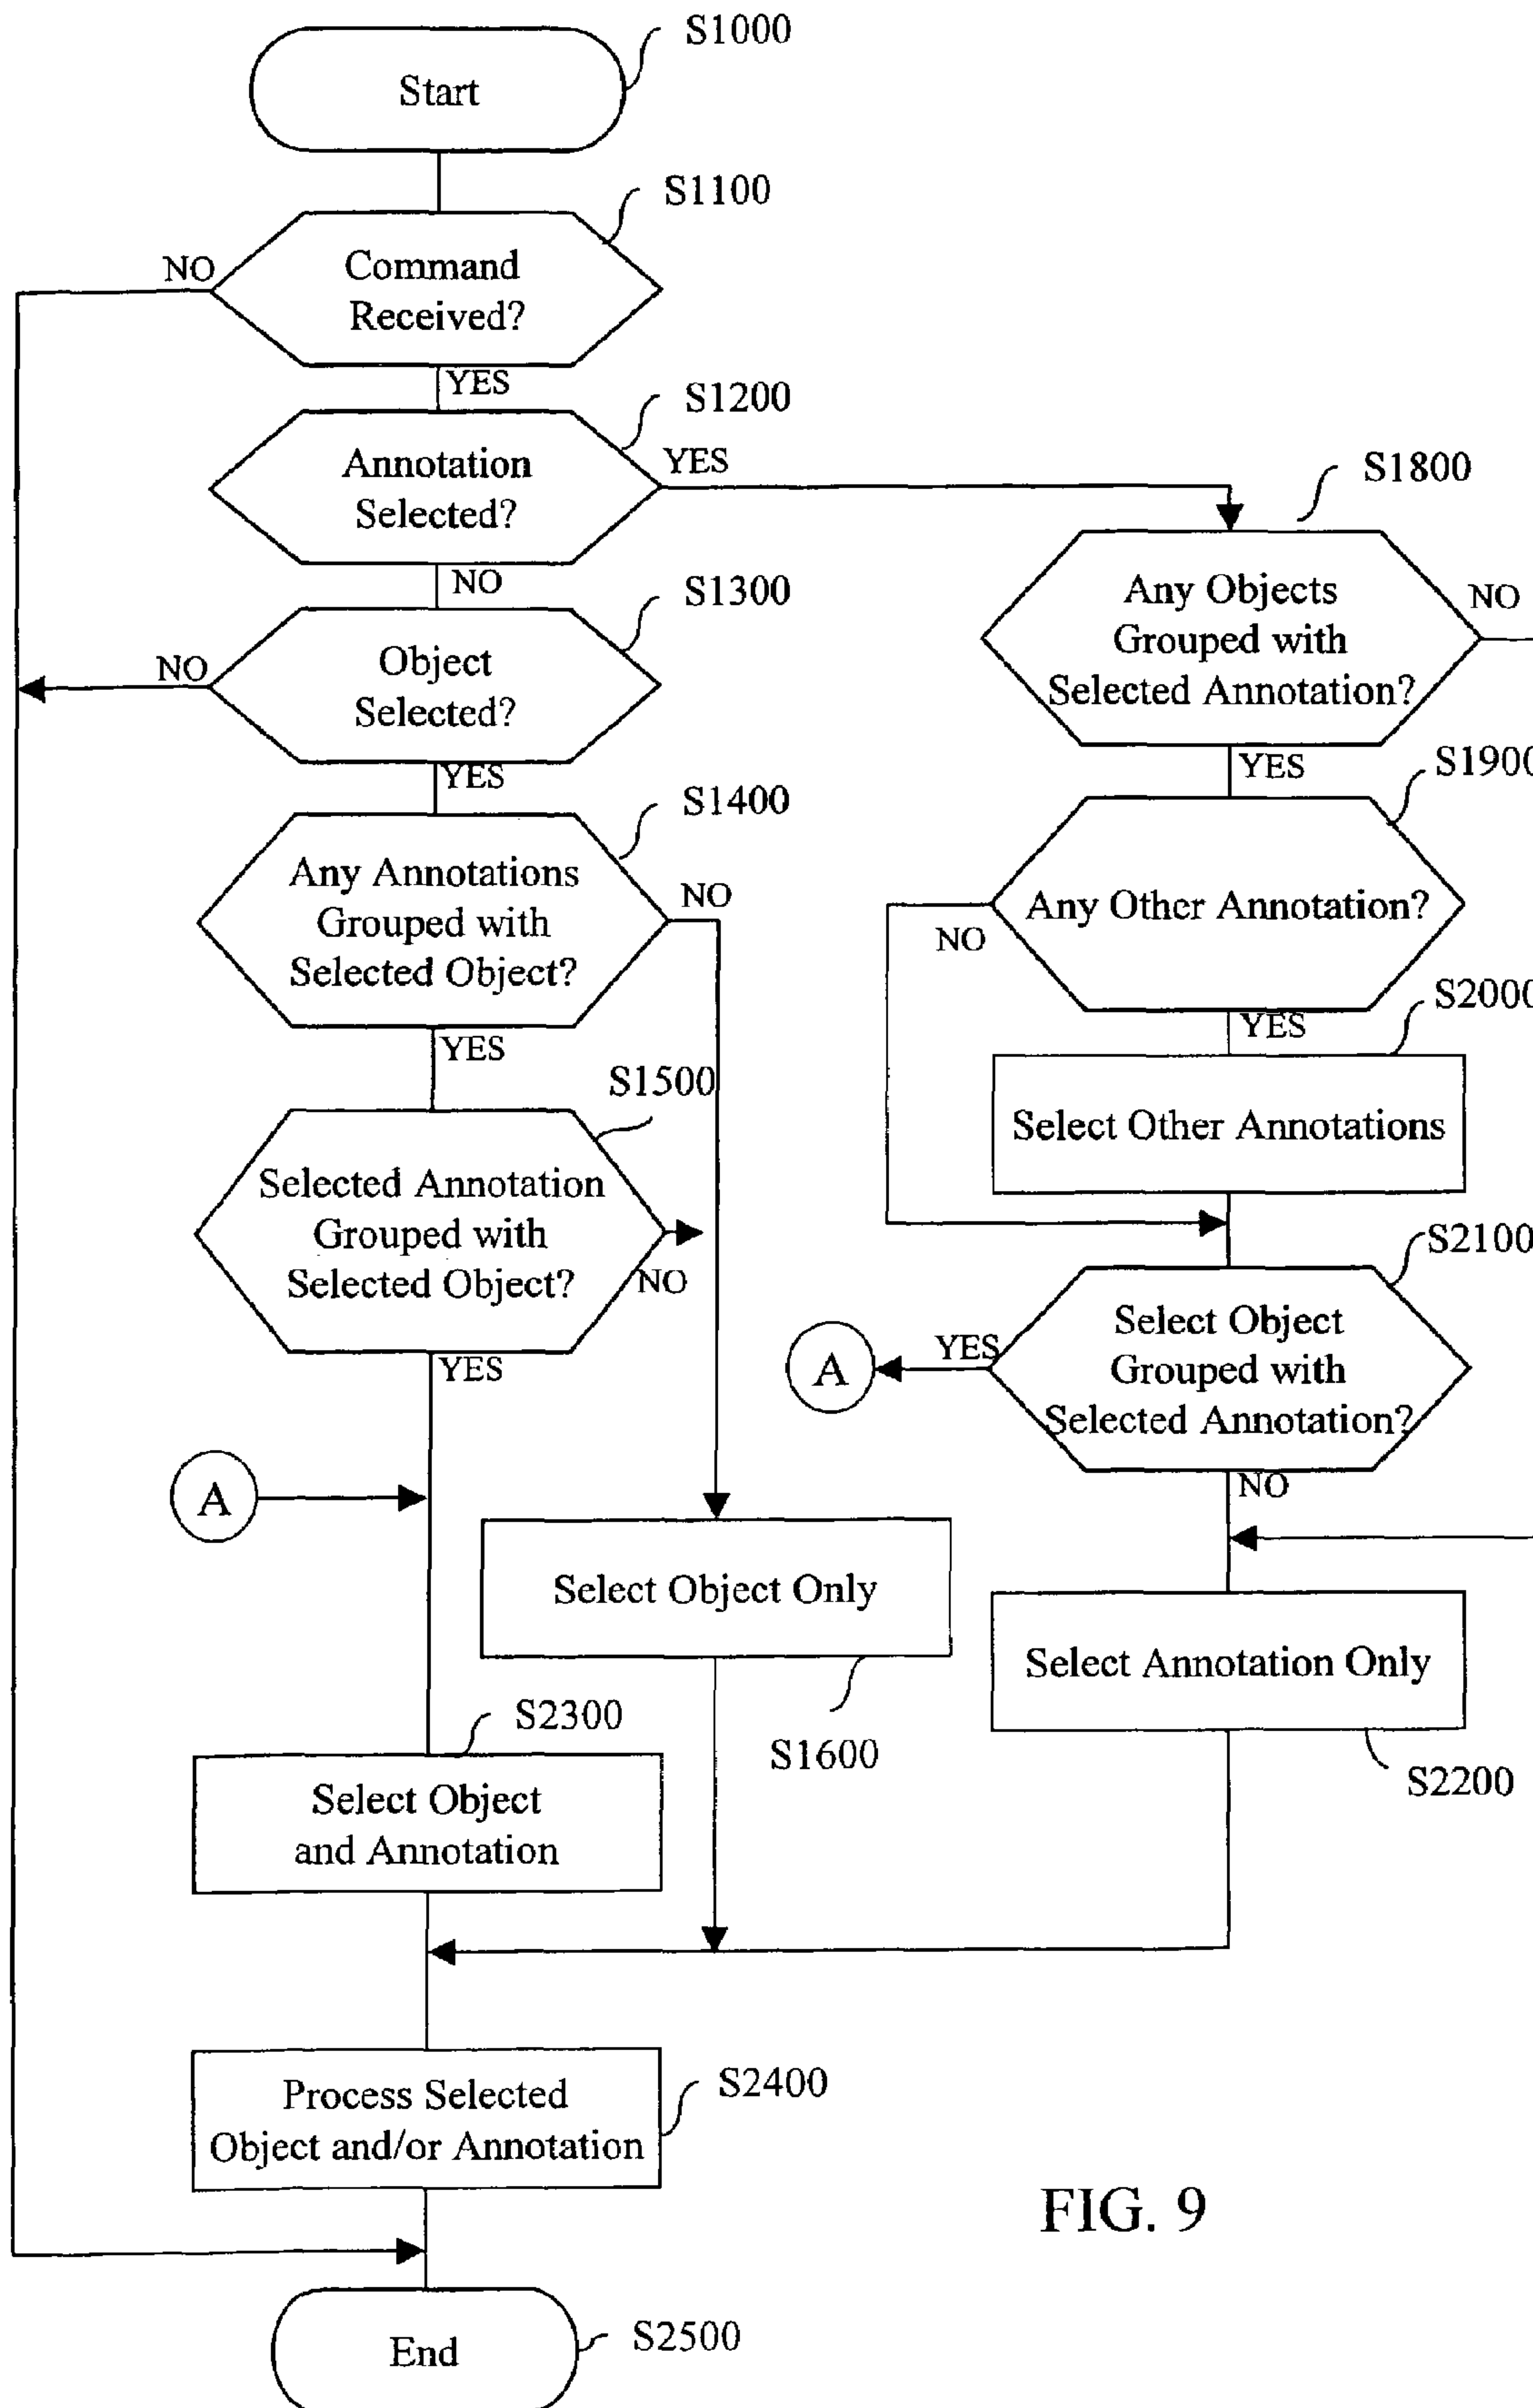 S1000
Start
S1100
NO
Command
Received?
YES
S1200
Annotation
Selected?
YES
NO
S1300
NO
Object
Selected?
YES
S1400
Any Annotations
Grouped with
Selected Object?
NO
YES
S1500
Selected Annotation
Grouped with
Selected Object?
NO
YES
A
Select Object Only
S1600
S2300
Select Object
and Annotation
S1800
Any Objects
Grouped with
Selected Annotation?
NO
YES
S1900
Any Other Annotation?
NO
YES
S2000
Select Other Annotations
S2100
Select Object
Grouped with
Selected Annotation?
YES
A
NO
Select Annotation Only
S2200
Process Selected
Object and/or Annotation
S2400
FIG. 9
End
S2500